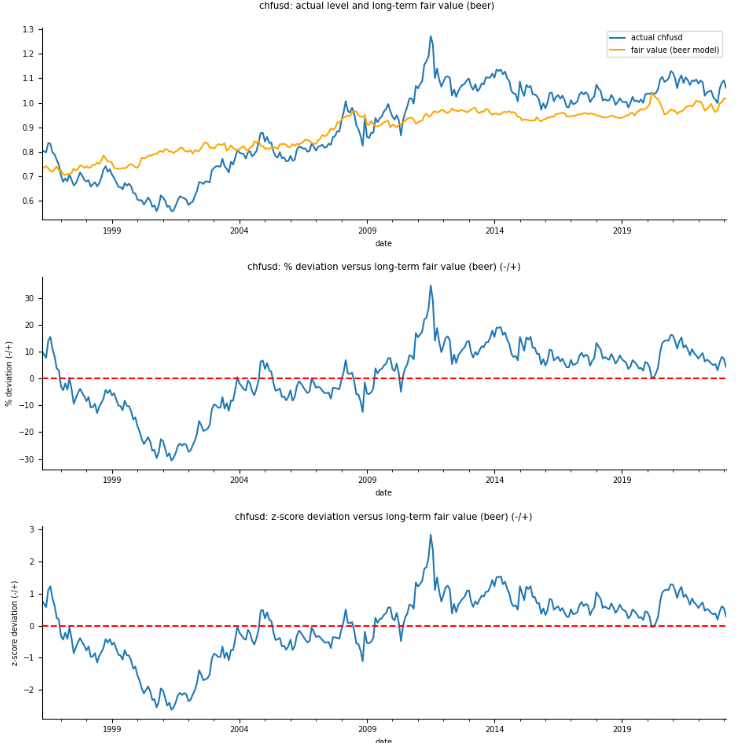 chfusd: actual level and long-term fair value (beer)
1.3
1.2
1.1
1.0
0.9
0.8
0.7
0.6
actual chfusd
fair value (beer model)
1999 2004 2009 2014 2019
date
chfusd: % deviation versus long-term fair value (beer) (-/+)
% deviation (-/+)
30
20
10
0
−10
−20
−30
1999 2004 2009 2014 2019
date
chfusd: z-score deviation versus long-term fair value (beer) (-/+)
z-score deviation (-/+)
3
2
1
0
−1
−2
1999 2004 2009 2014 2019
date